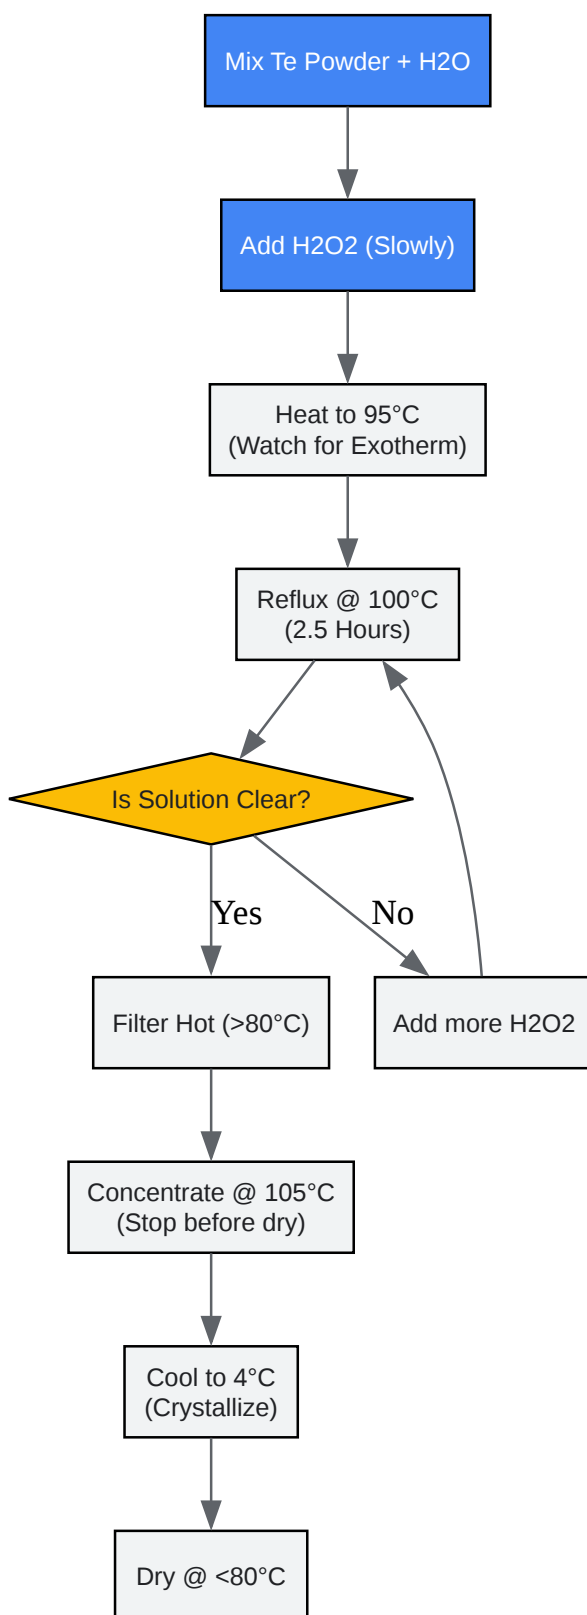 Mix Te Powder + H2O
Add H2O2 (Slowly)
Heat to 95°C
(Watch for Exotherm)
Reflux @ 100°C
(2.5 Hours)
Is Solution Clear?
Yes
No
Filter Hot (>80°C)
Add more H2O2
Concentrate @ 105°C
(Stop before dry)
Cool to 4°C
(Crystallize)
Dry @ <80°C